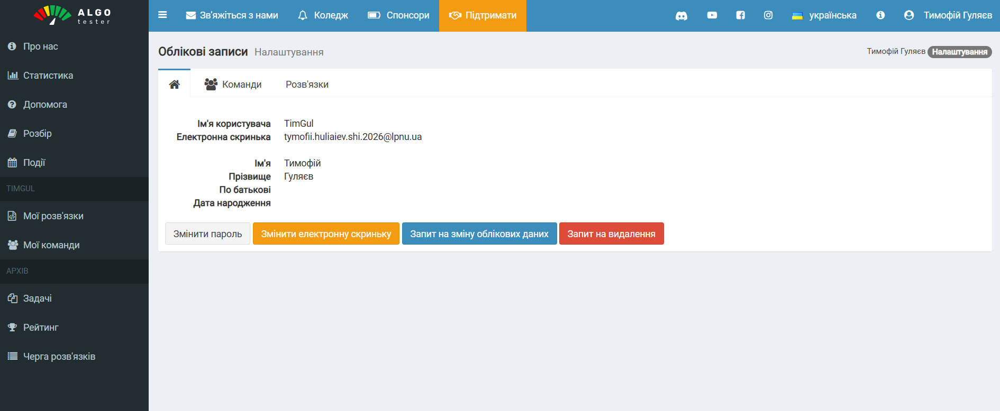 ALGO
tester
Зв'яжіться з нами
Коледж
Спонсори
Підтримати
українська
Тимофій Гуляєв
Про нас
Статистика
Допомога
Розбір
Події
TIMGUL
Мої розв'язки
Мої команди
АРХІВ
Задачі
Рейтинг
Черга розв'язків
Облікові записи Налаштування
Тимофій Гуляєв Налаштування
Команди
Розв'язки
Ім'я користувача TimGul
Електронна скринька tymofii.huliaiev.shi.2026@lpnu.ua
Ім'я Тимофій
Прізвище Гуляєв
По батькові
Дата народження
Змінити пароль
Змінити електронну скриньку
Запит на зміну облікових даних
Запит на видалення